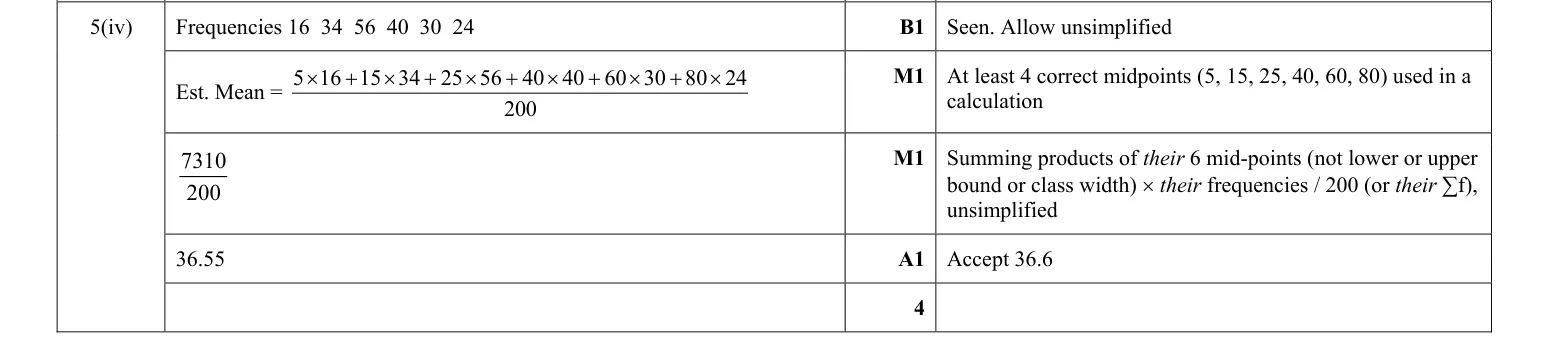 5(iv) Frequencies 16 34 56 40 30 24 B1 Seen. Allow unsimplified
Est. Mean = (5×16+15×34+25×56+40×40+60×30+80×24)/200 M1 At least 4 correct midpoints (5, 15, 25, 40, 60, 80) used in a
calculation
7310/200 M1 Summing products of their 6 mid-points (not lower or upper
bound or class width) × their frequencies / 200 (or their ∑f),
unsimplified
36.55 A1 Accept 36.6
4